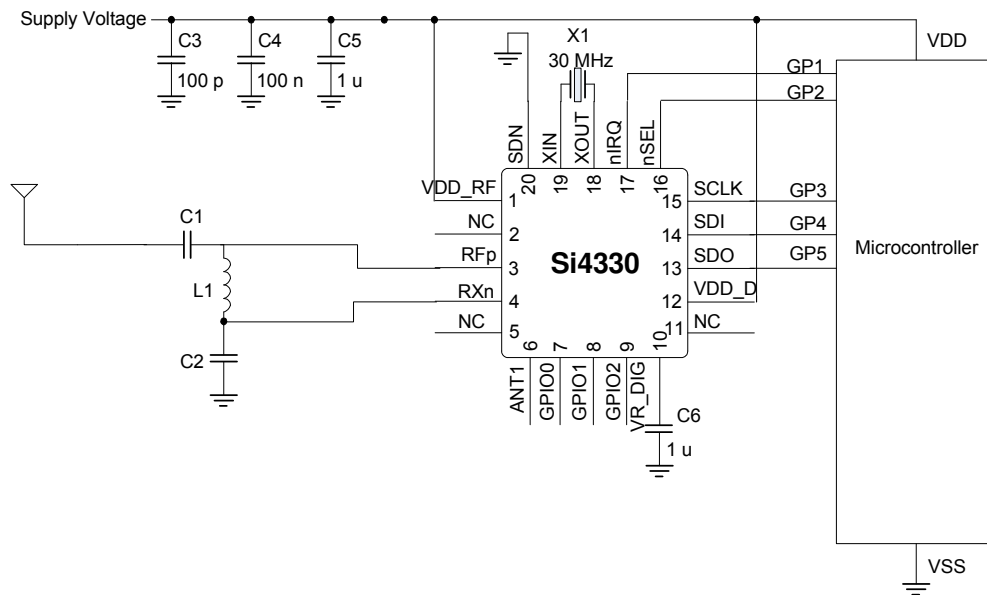 Supply Voltage
C3
100 p
C4
100 n
C5
1 u
X1
30 MHz
VDD
GP1
GP2
SDN
XIN
XOUT
nIRQ
nSEL
20
19
18
17
16
VDD_RF
1
NC
2
RFp
3
RXn
4
NC
5
Si4330
15
SCLK
GP3
14
SDI
GP4
13
SDO
GP5
12
VDD_D
11
NC
Microcontroller
C1
L1
C2
6
7
8
9
10
ANT1
GPIO0
GPIO1
GPIO2
VR_DIG
C6
1 u
VSS